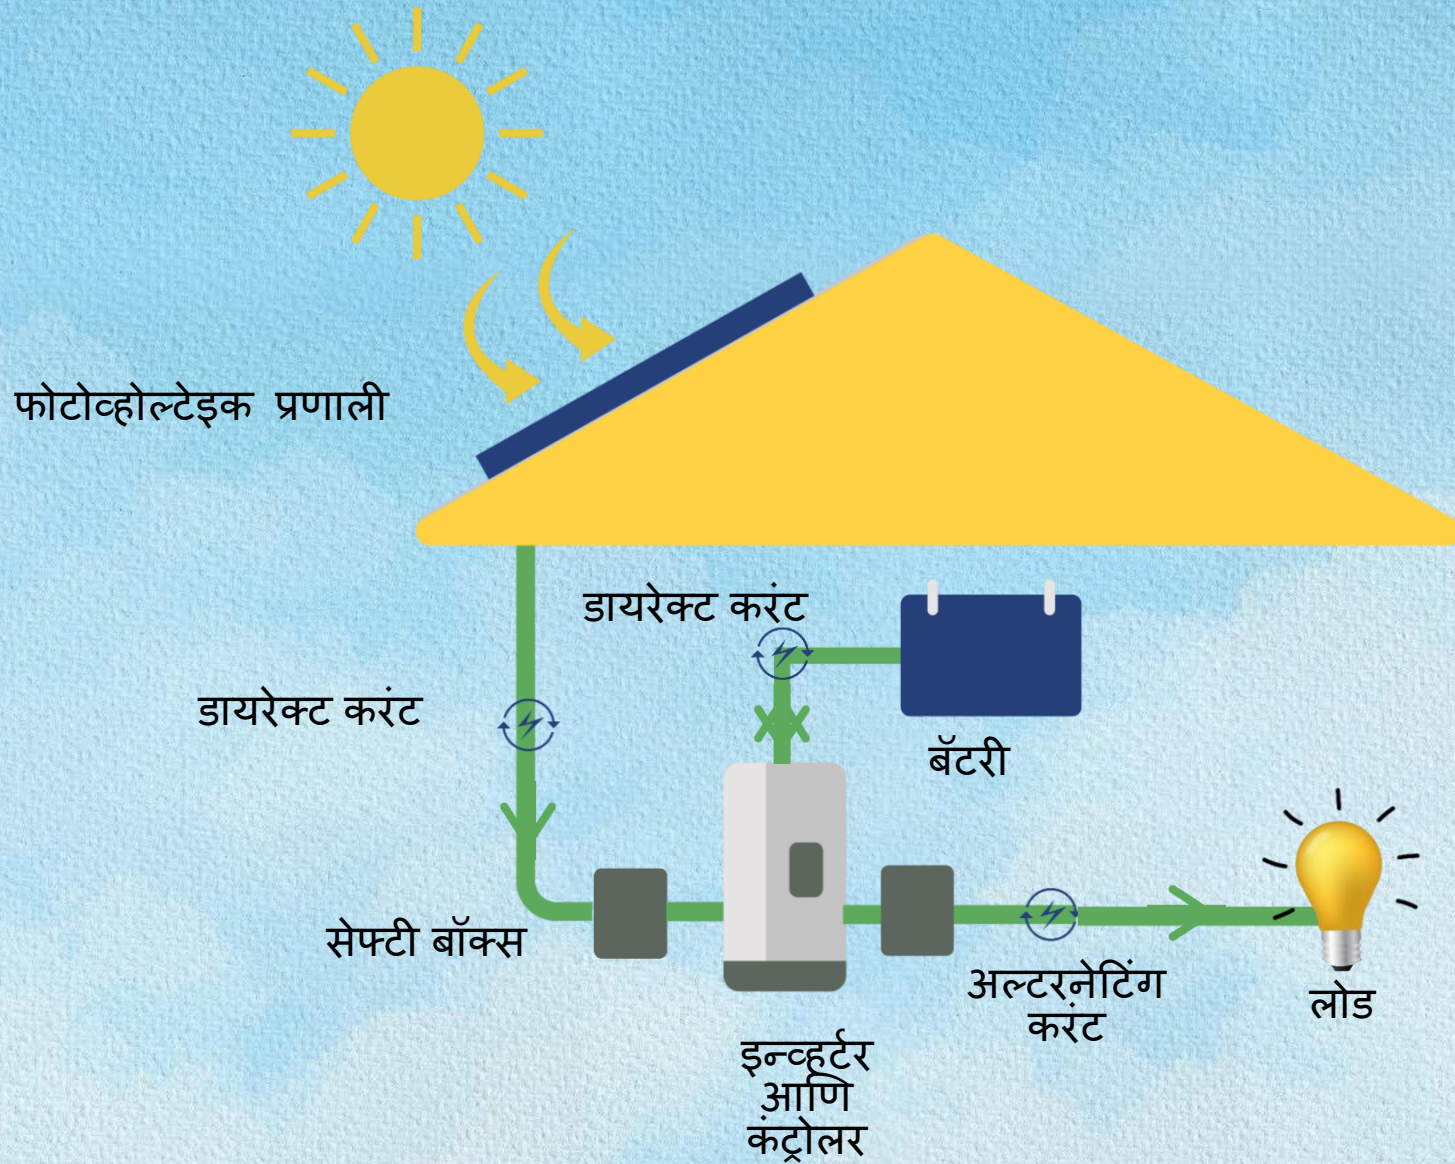 फोटोव्होल्टेइक प्रणाली
डायरेक्ट करंट
डायरेक्ट करंट
बॅटरी
सेफ्टी बॉक्स
अल्टरनेटिंग
करंट
लोड
इन्व्हर्टर
आणि
कंट्रोलर